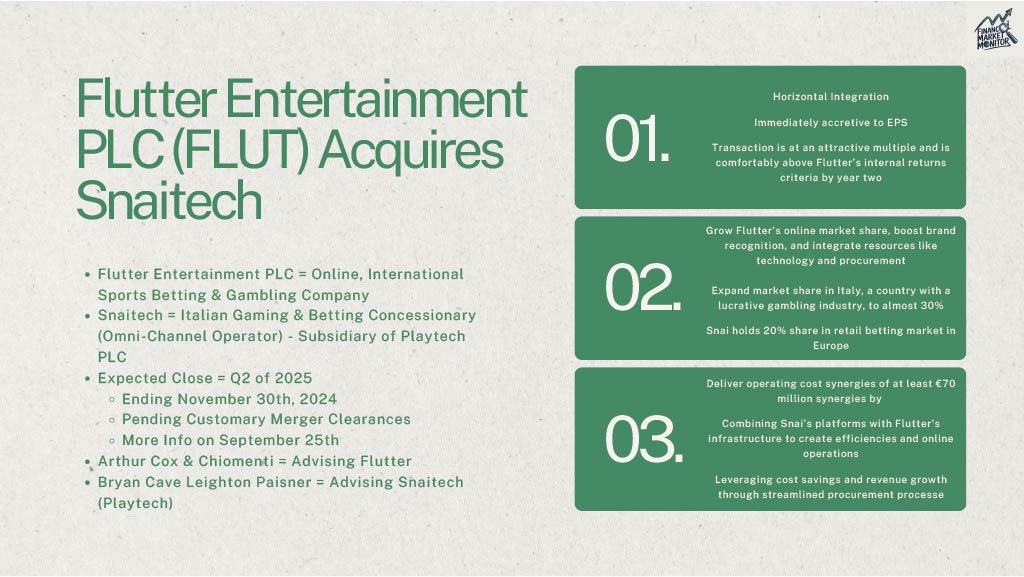 FINANCIAL
MARKET
MONITOR
Flutter Entertainment
PLC (FLUT) Acquires
Snaitech
• Flutter Entertainment PLC = Online, International
Sports Betting & Gambling Company
• Snaitech = Italian Gaming & Betting Concessionary
(Omni-Channel Operator) - Subsidiary of Playtech
PLC
• Expected Close = Q2 of 2025
◦ Ending November 30th, 2024
◦ Pending Customary Merger Clearances
◦ More Info on September 25th
• Arthur Cox & Chiomenti = Advising Flutter
• Bryan Cave Leighton Paisner = Advising Snaitech
(Playtech)
01.
Horizontal Integration
Immediately accretive to EPS
Transaction is at an attractive multiple and is
comfortably above Flutter's internal returns
criteria by year two
02.
Grow Flutter's online market share, boost brand
recognition, and integrate resources like
technology and procurement
Expand market share in Italy, a country with a
lucrative gambling industry, to almost 30%
Snai holds 20% share in retail betting market in
Europe
03.
Deliver operating cost synergies of at least €70
million synergies by
Combining Snai's platforms with Flutter's
infrastructure to create efficiencies and online
operations
Leveraging cost savings and revenue growth
through streamlined procurement processe